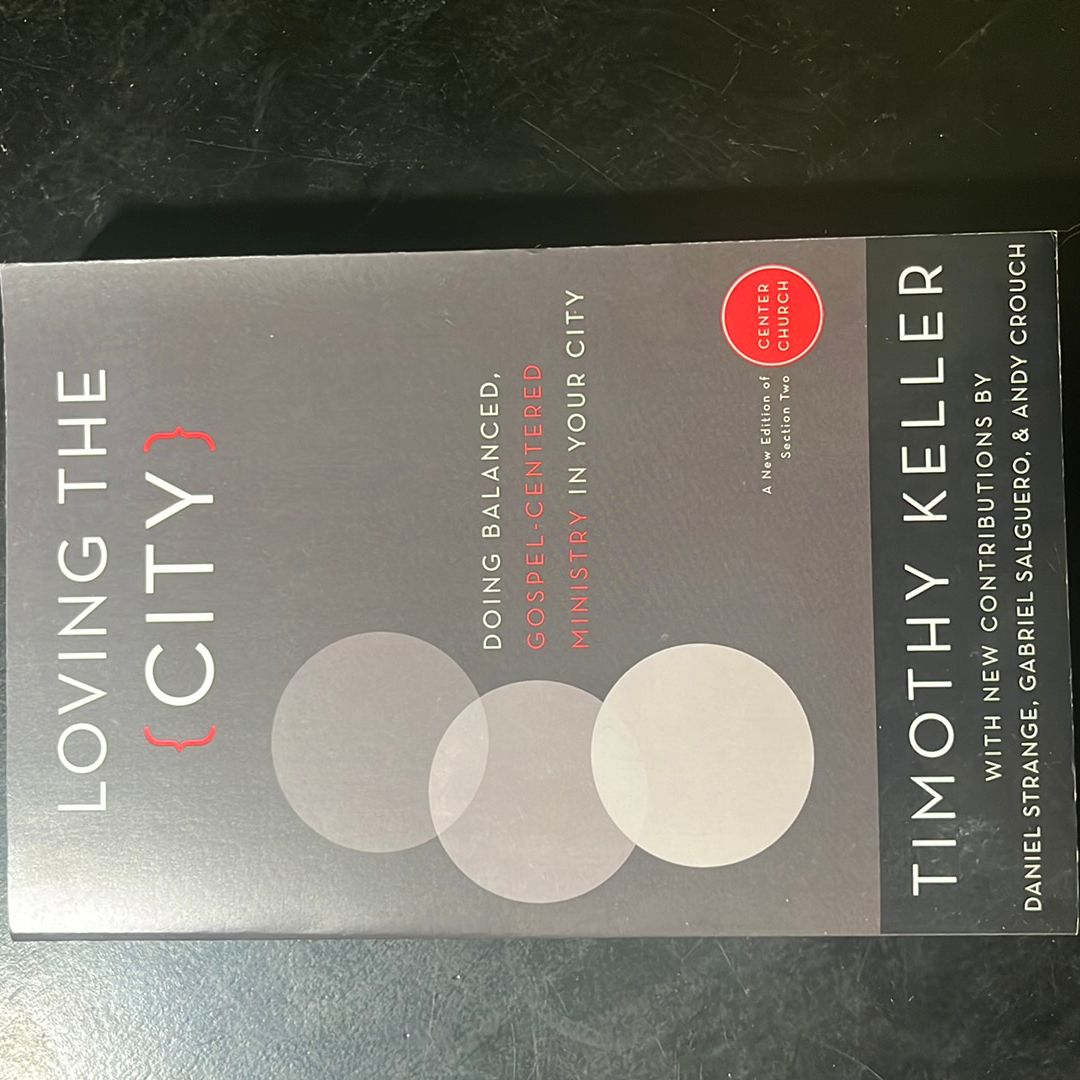 LOVING THE
{CITY}
DOING BALANCED,
GOSPEL-CENTERED
MINISTRY IN YOUR CITY
A New Edition of
Section Two
CENTER
CHURCH
TIMOTHY KELLER
WITH NEW CONTRIBUTIONS BY
DANIEL STRANGE, GABRIEL SALGUERO, & ANDY CROUCH